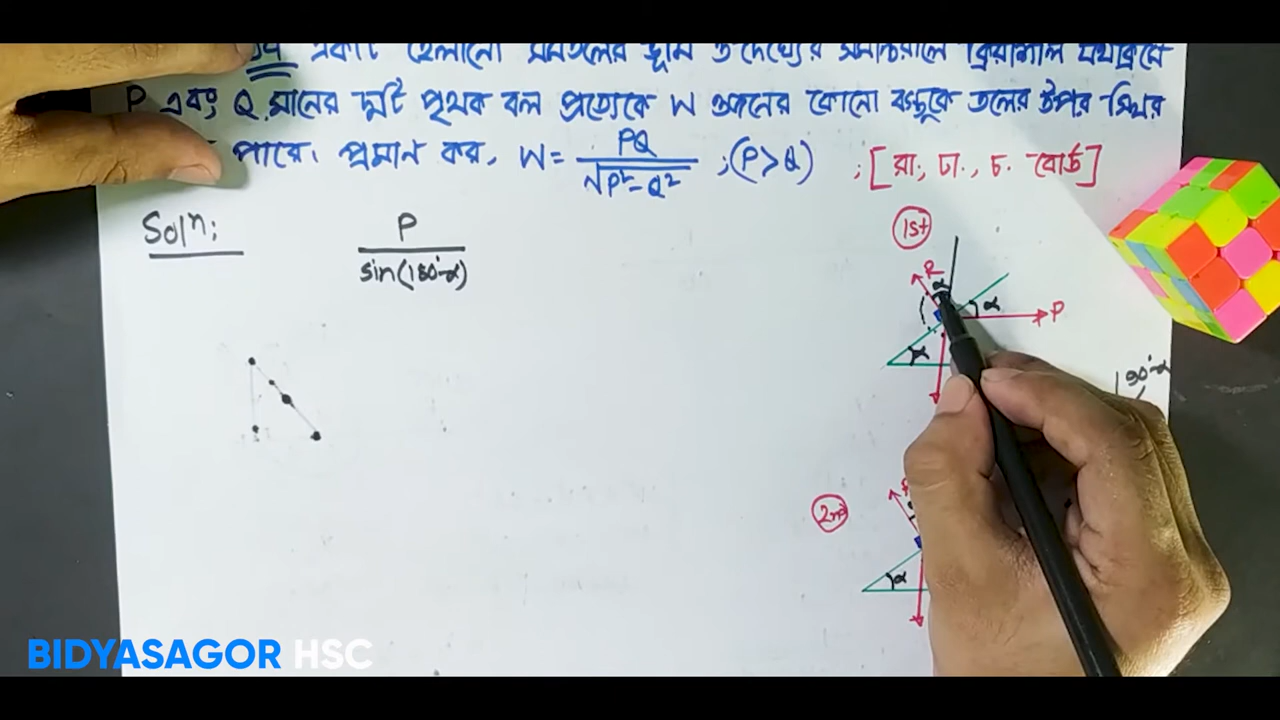 একটি হেলানো সমতলের ভূমি ও দৈর্ঘ্যের সমান্তরালে ক্রিয়াশীল যথাক্রমে
P এবং Q মানের দুটি পৃথক বল প্রত্যেকে W ওজনের কোনো বস্তুকে তলের উপর স্থির
পারে। প্রমাণ কর, W = PQ/√P²-Q² ; (P>Q) ; [রা:, ঢা., চ. বোর্ড]
Solⁿ;
P
sin(180°-α)
1st
R
α
α
P
α
90°-α
2nd
α
BIDYASAGOR HSC